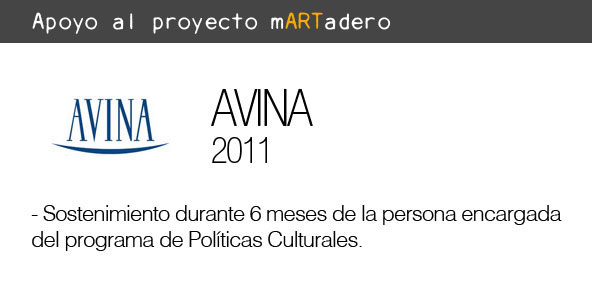 Apoyo al proyecto mARTadero
AVINA
AVINA
2011
- Sostenimiento durante 6 meses de la persona encargada
del programa de Políticas Culturales.